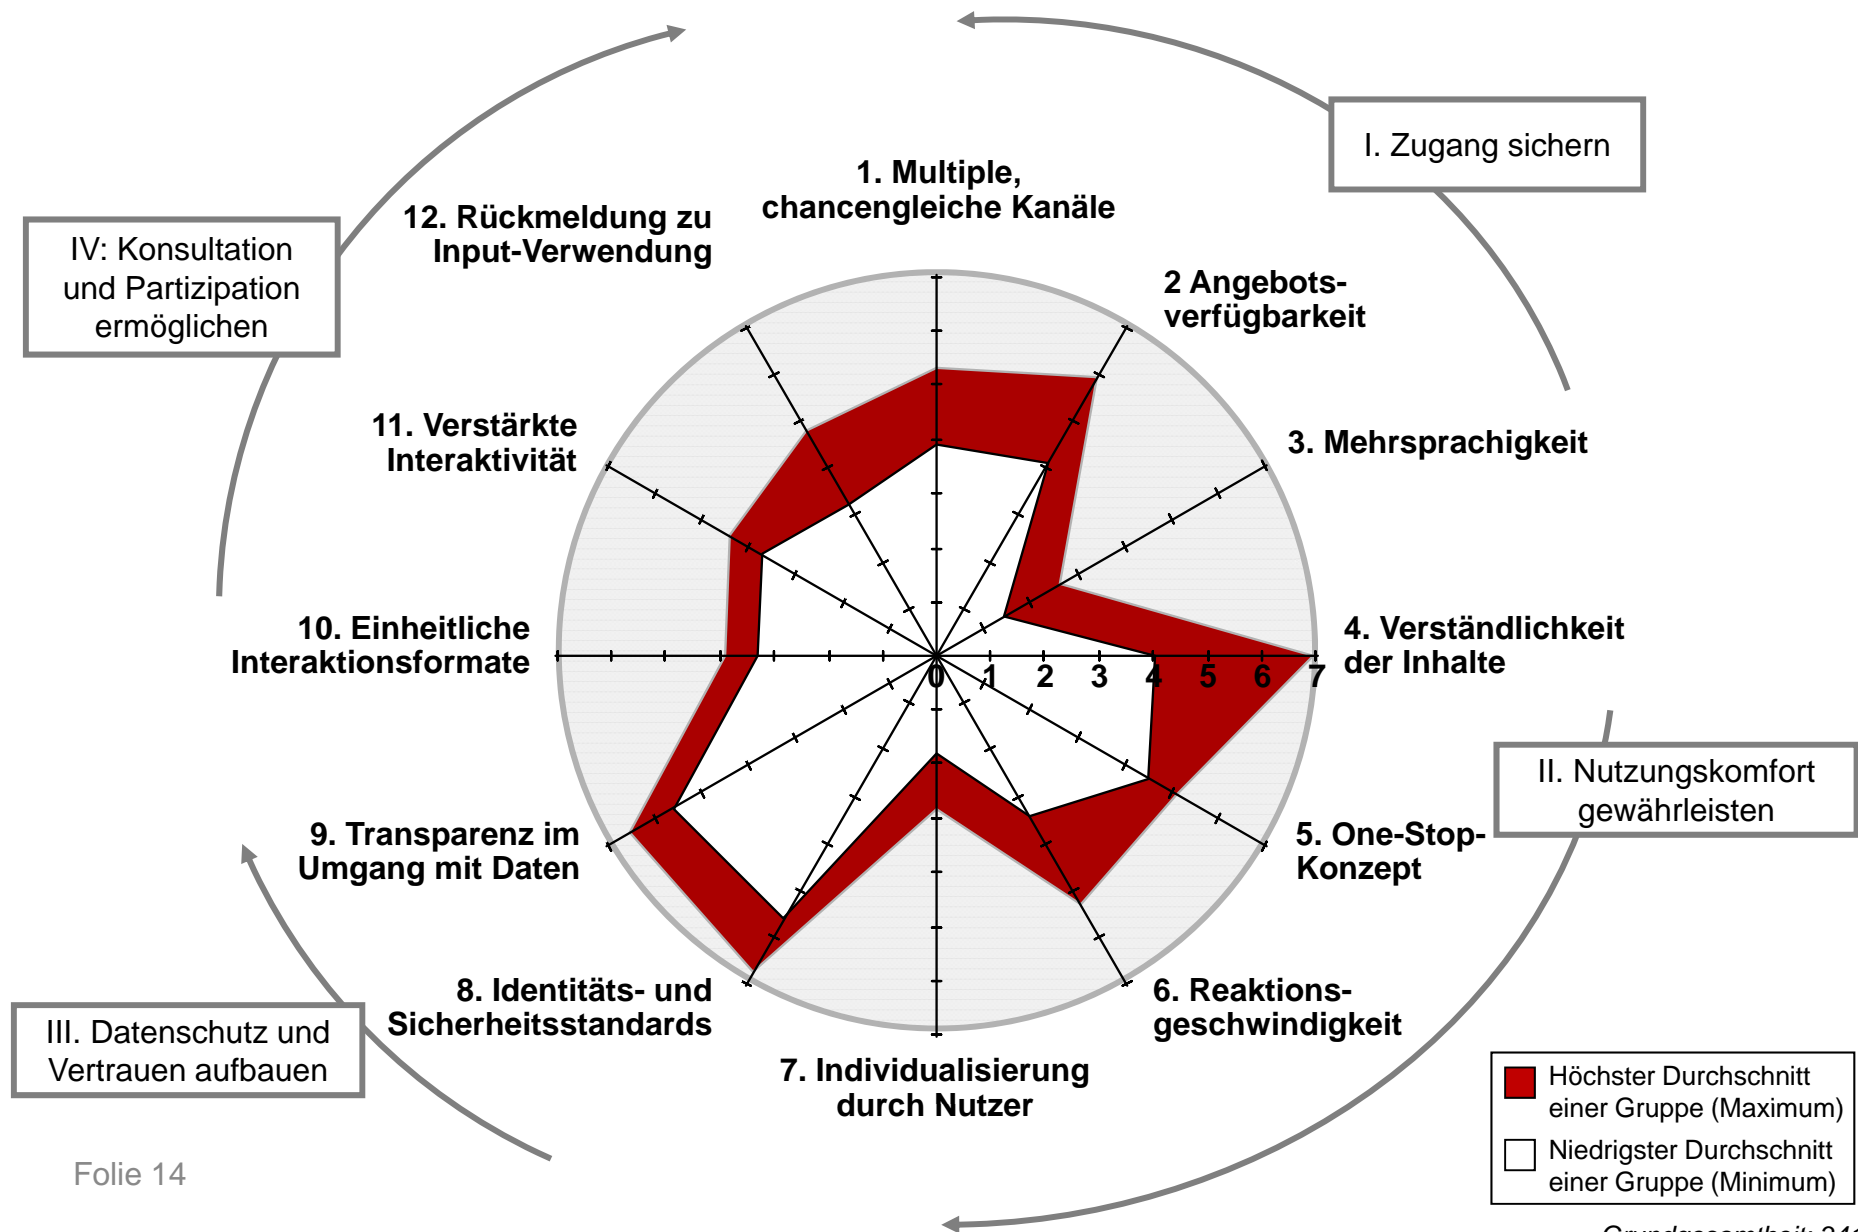 I. Zugang sichern
1. Multiple,
chancengleiche Kanäle
12. Rückmeldung zu
Input-Verwendung
IV: Konsultation
und Partizipation
ermöglichen
2 Angebots-
verfügbarkeit
11. Verstärkte
Interaktivität
3. Mehrsprachigkeit
10. Einheitliche
Interaktionsformate
4. Verständlichkeit
der Inhalte
0 1 2 3 4 5 6 7
II. Nutzungskomfort
gewährleisten
9. Transparenz im
Umgang mit Daten
5. One-Stop-
Konzept
8. Identitäts- und
Sicherheitsstandards
6. Reaktions-
geschwindigkeit
III. Datenschutz und
Vertrauen aufbauen
7. Individualisierung
durch Nutzer
Höchster Durchschnitt
einer Gruppe (Maximum)
Niedrigster Durchschnitt
einer Gruppe (Minimum)
Folie 14
Grundgesamtheit: